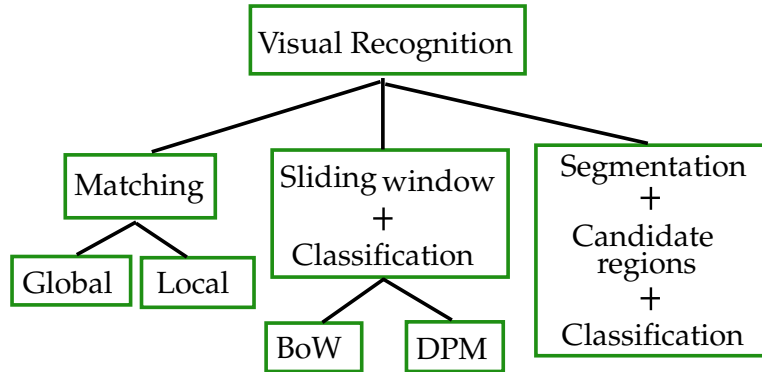 Visual Recognition
Matching
Global
Local
Sliding window
+
Classification
BoW
DPM
Segmentation
+
Candidate
regions
+
Classification